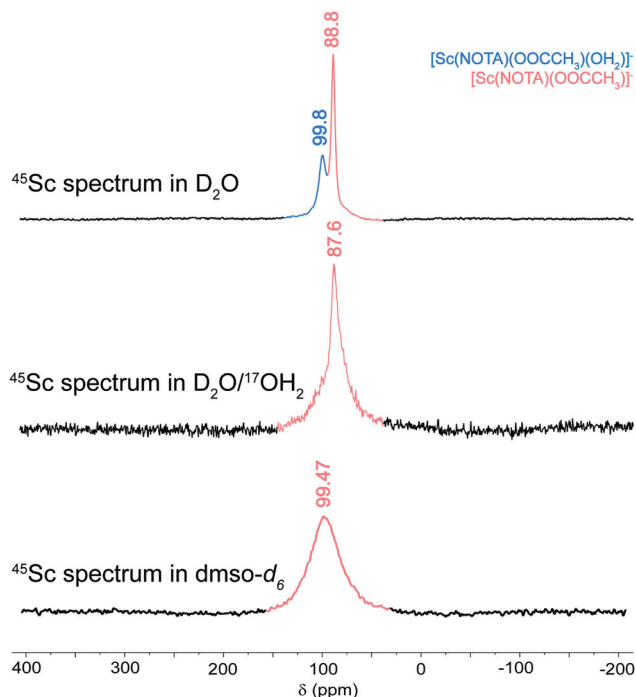 88.8
[Sc(NOTA)(OOCCH₃)(OH₂)]⁻
[Sc(NOTA)(OOCCH₃)]⁻
99.8
⁴⁵Sc spectrum in D₂O
87.6
⁴⁵Sc spectrum in D₂O/¹⁷OH₂
99.47
⁴⁵Sc spectrum in dmso-d₆
400 300 200 100 0 -100 -200
δ (ppm)